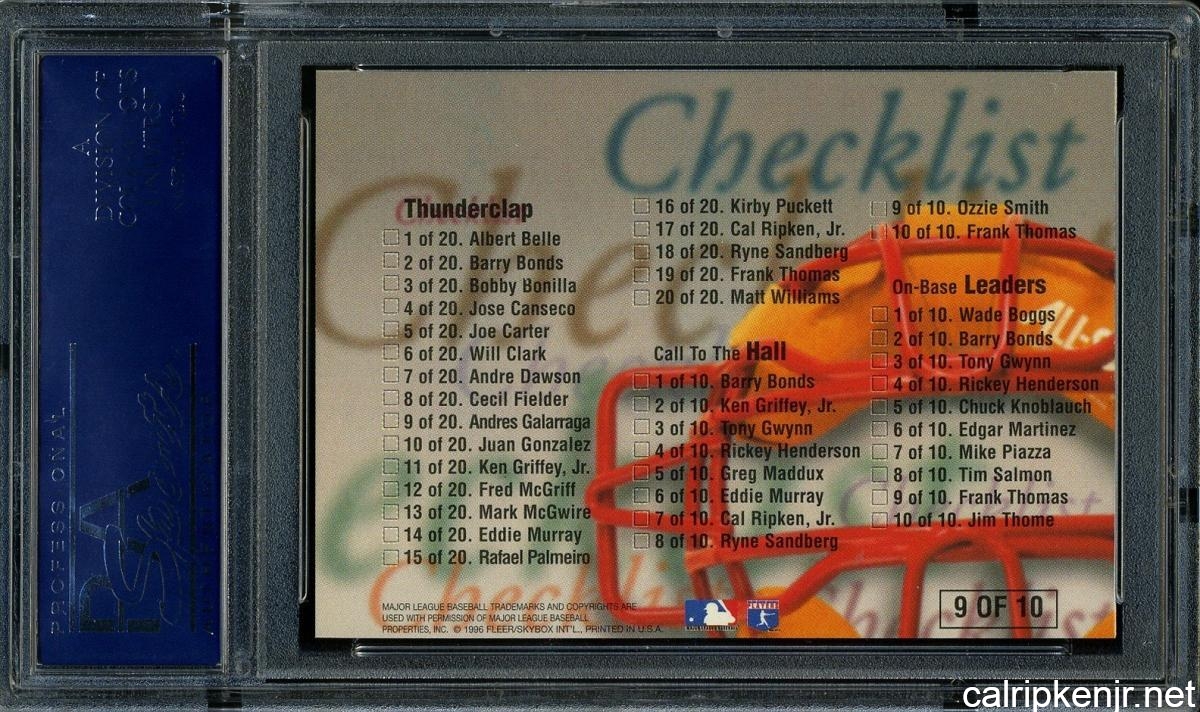 Checklist
Thunderclap
1 of 20. Albert Belle
2 of 20. Barry Bonds
3 of 20. Bobby Bonilla
4 of 20. Jose Canseco
5 of 20. Joe Carter
6 of 20. Will Clark
7 of 20. Andre Dawson
8 of 20. Cecil Fielder
9 of 20. Andres Galarraga
10 of 20. Juan Gonzalez
11 of 20. Ken Griffey, Jr.
12 of 20. Fred McGriff
13 of 20. Mark McGwire
14 of 20. Eddie Murray
15 of 20. Rafael Palmeiro
16 of 20. Kirby Puckett
17 of 20. Cal Ripken, Jr.
18 of 20. Ryne Sandberg
19 of 20. Frank Thomas
20 of 20. Matt Williams
Call To The Hall
1 of 10. Barry Bonds
2 of 10. Ken Griffey, Jr.
3 of 10. Tony Gwynn
4 of 10. Rickey Henderson
5 of 10. Greg Maddux
6 of 10. Eddie Murray
7 of 10. Cal Ripken, Jr.
8 of 10. Ryne Sandberg
9 of 10. Ozzie Smith
10 of 10. Frank Thomas
On-Base Leaders
1 of 10. Wade Boggs
2 of 10. Barry Bonds
3 of 10. Tony Gwynn
4 of 10. Rickey Henderson
5 of 10. Chuck Knoblauch
6 of 10. Edgar Martinez
7 of 10. Mike Piazza
8 of 10. Tim Salmon
9 of 10. Frank Thomas
10 of 10. Jim Thome
MAJOR LEAGUE BASEBALL TRADEMARKS AND COPYRIGHTS ARE
USED WITH PERMISSION OF MAJOR LEAGUE BASEBALL
PROPERTIES, INC. © 1996 FLEER/SKYBOX INT'L., PRINTED IN U.S.A.
PLAYERS
9 OF 10
A
DIVISION OF
COLLECTORS
UNIVERSE
PROFESSIONAL
PSA
calripkenjr.net